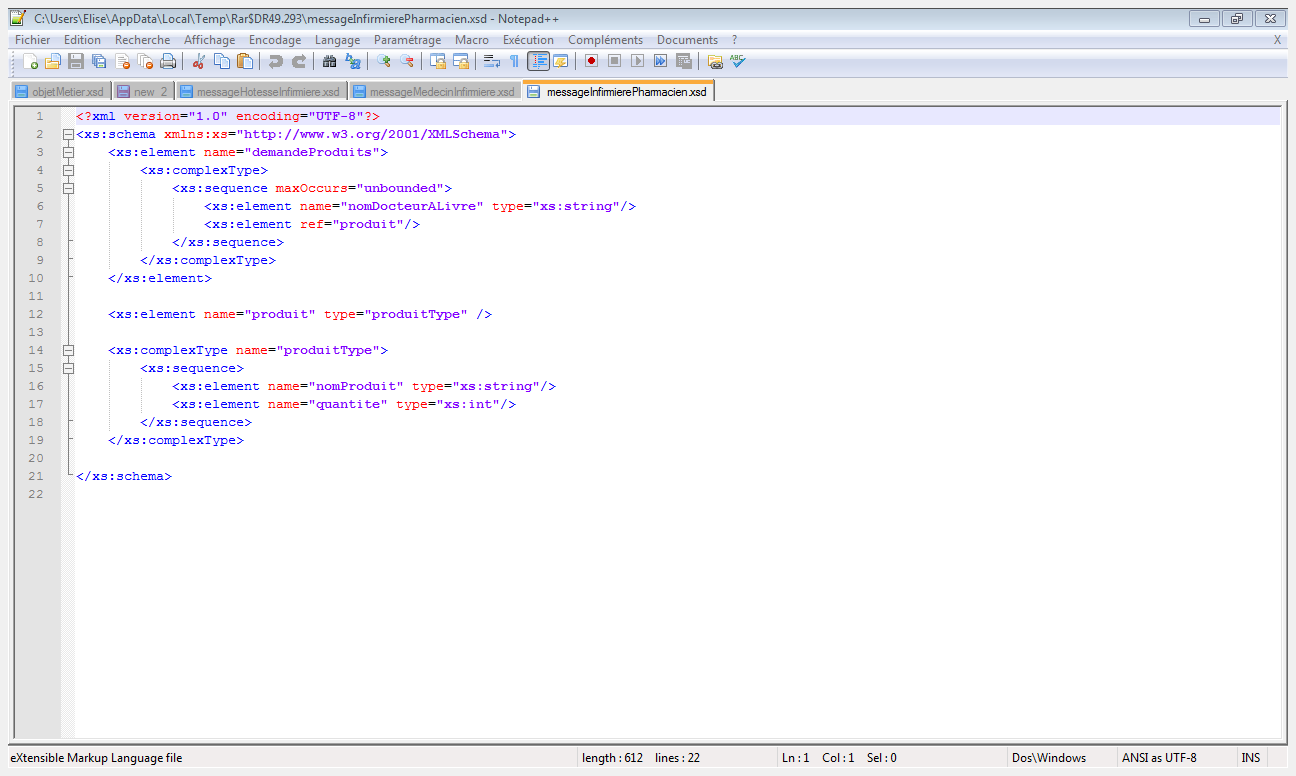 C:\Users\Elise\AppData\Local\Temp\Rar$DR49.293\messageInfirmierePharmacien.xsd - Notepad++
Fichier Edition Recherche Affichage Encodage Langage Paramétrage Macro Exécution Compléments Documents ? X
ABC
objetMetier.xsd new 2 messageHotesseInfirmiere.xsd messageMedecinInfirmiere.xsd messageInfirmierePharmacien.xsd
1 <?xml version="1.0" encoding="UTF-8"?>
2 <xs:schema xmlns:xs="http://www.w3.org/2001/XMLSchema">
3 <xs:element name="demandeProduits">
4 <xs:complexType>
5 <xs:sequence maxOccurs="unbounded">
6 <xs:element name="nomDocteurALivre" type="xs:string"/>
7 <xs:element ref="produit"/>
8 </xs:sequence>
9 </xs:complexType>
10 </xs:element>
11
12 <xs:element name="produit" type="produitType" />
13
14 <xs:complexType name="produitType">
15 <xs:sequence>
16 <xs:element name="nomProduit" type="xs:string"/>
17 <xs:element name="quantite" type="xs:int"/>
18 </xs:sequence>
19 </xs:complexType>
20
21 </xs:schema>
22
eXtensible Markup Language file length : 612 lines : 22 Ln : 1 Col : 1 Sel : 0 Dos\Windows ANSI as UTF-8 INS